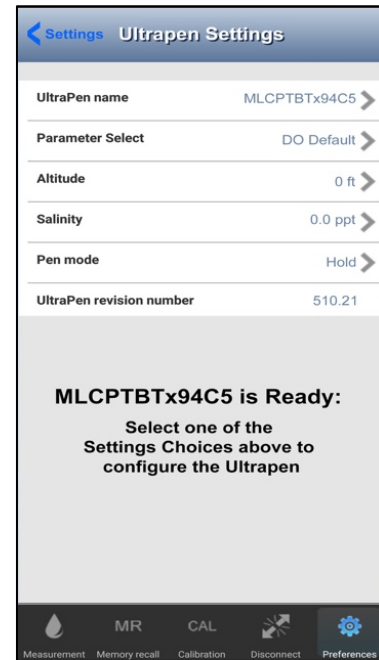 Settings Ultrapen Settings
UltraPen name MLCPTBTx94C5
Parameter Select DO Default
Altitude 0 ft
Salinity 0.0 ppt
Pen mode Hold
UltraPen revision number 510.21
MLCPTBTx94C5 is Ready:
Select one of the
Settings Choices above to
configure the Ultrapen
MR CAL
Measurement Memory recall Calibration Disconnect Preferences